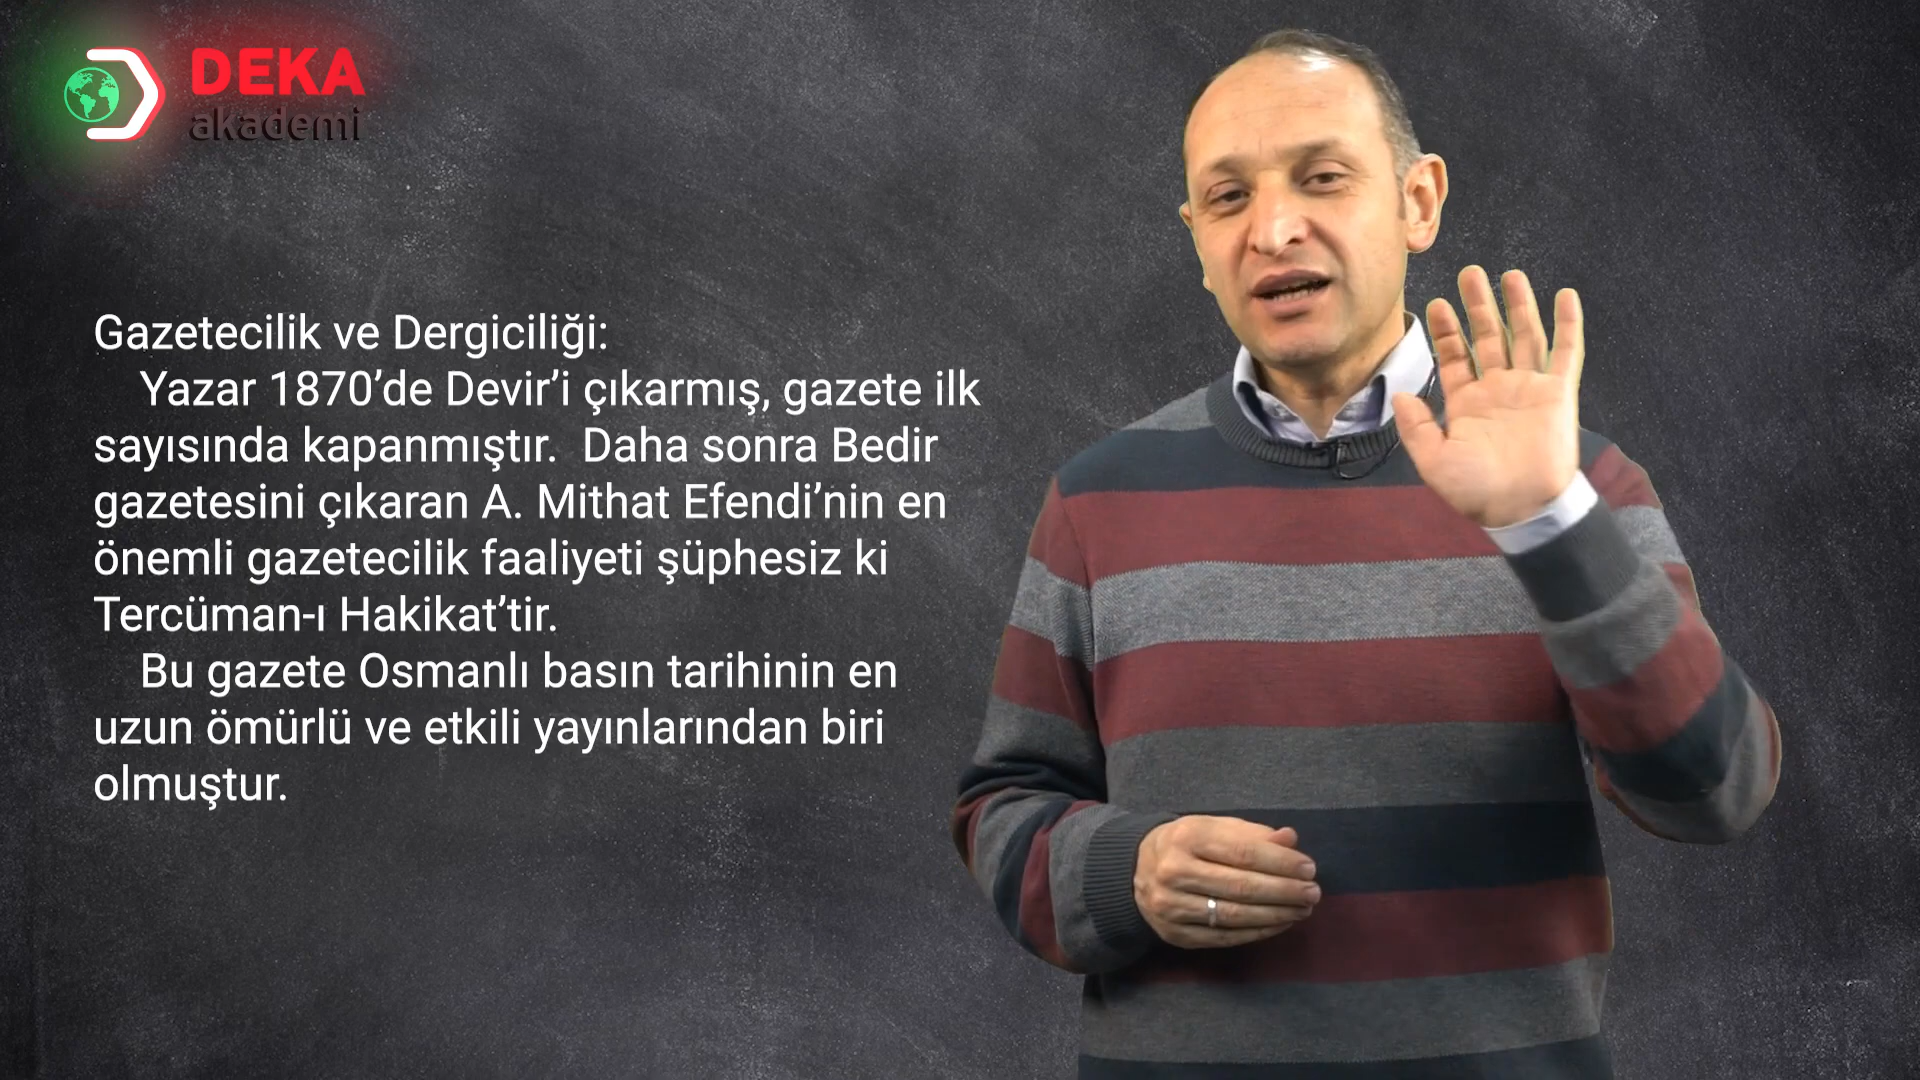 DEKA
akademi
Gazetecilik ve Dergiciliği:
Yazar 1870’de Devir’i çıkarmış, gazete ilk
sayısında kapanmıştır.  Daha sonra Bedir
gazetesini çıkaran A. Mithat Efendi’nin en
önemli gazetecilik faaliyeti şüphesiz ki
Tercüman-ı Hakikat’tir.
Bu gazete Osmanlı basın tarihinin en
uzun ömürlü ve etkili yayınlarından biri
olmuştur.